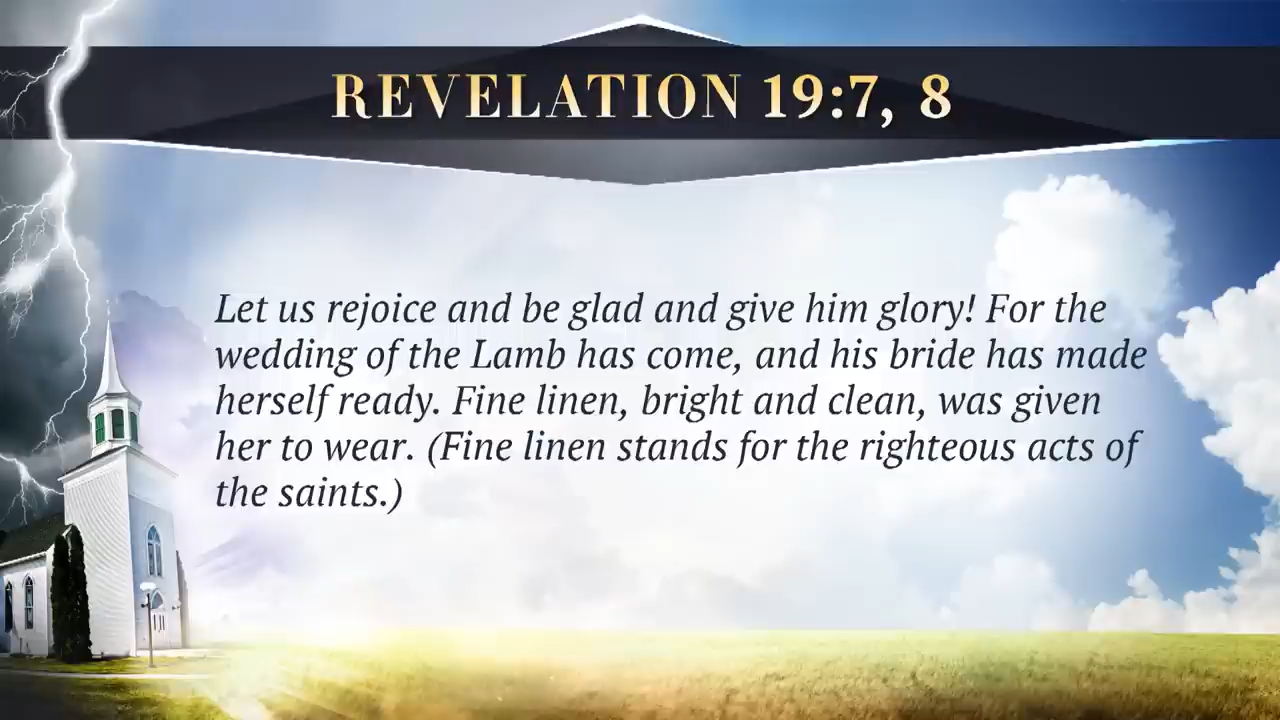 REVELATION 19:7, 8
Let us rejoice and be glad and give him glory! For the
wedding of the Lamb has come, and his bride has made
herself ready. Fine linen, bright and clean, was given
her to wear. (Fine linen stands for the righteous acts of
the saints.)